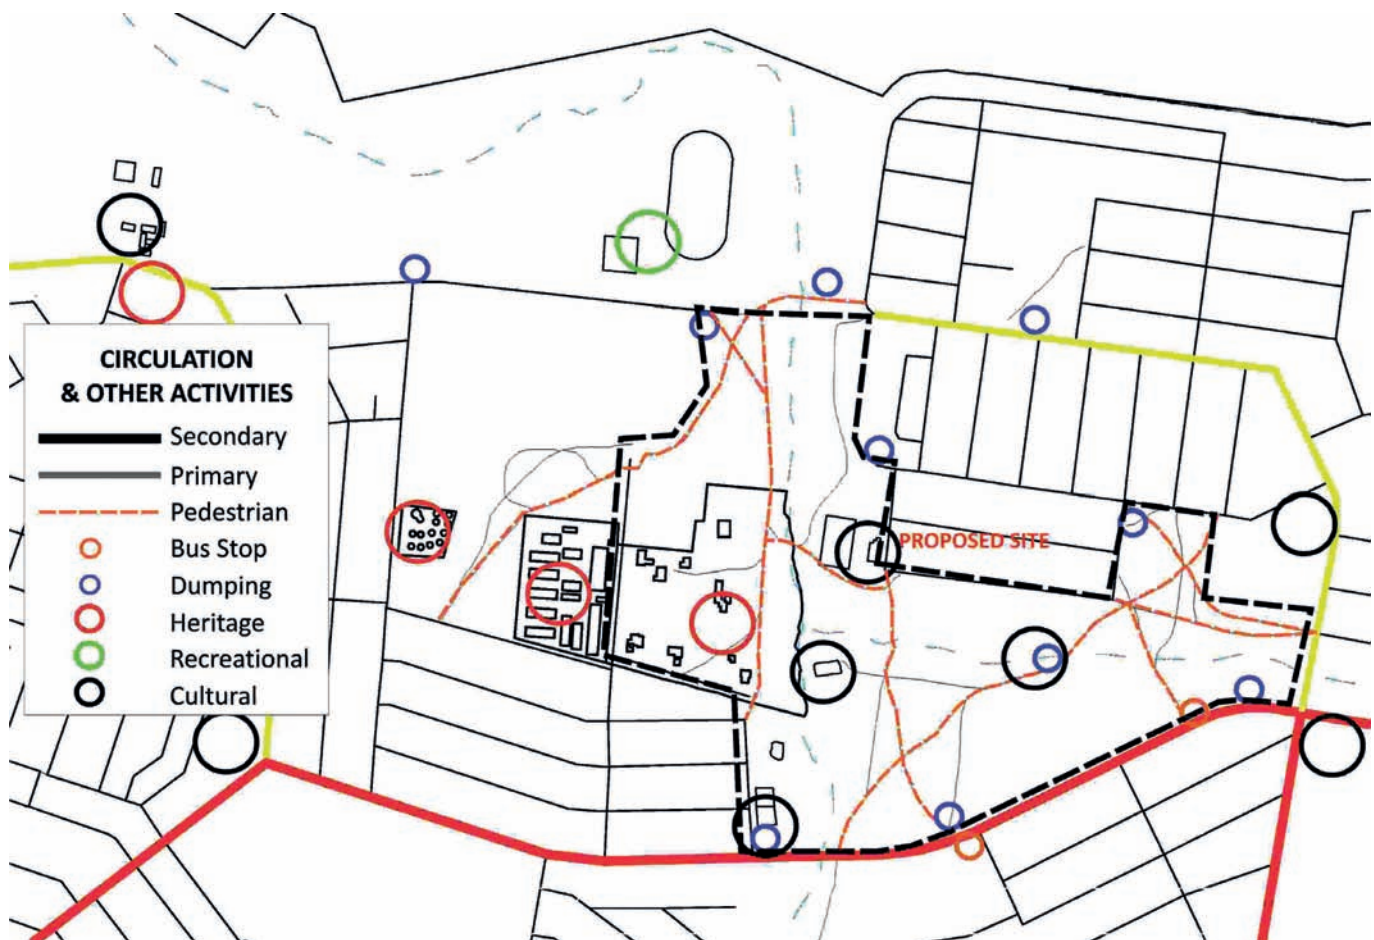 CIRCULATION
& OTHER ACTIVITIES
Secondary
Primary
Pedestrian
Bus Stop
Dumping
Heritage
Recreational
Cultural
PROPOSED SITE